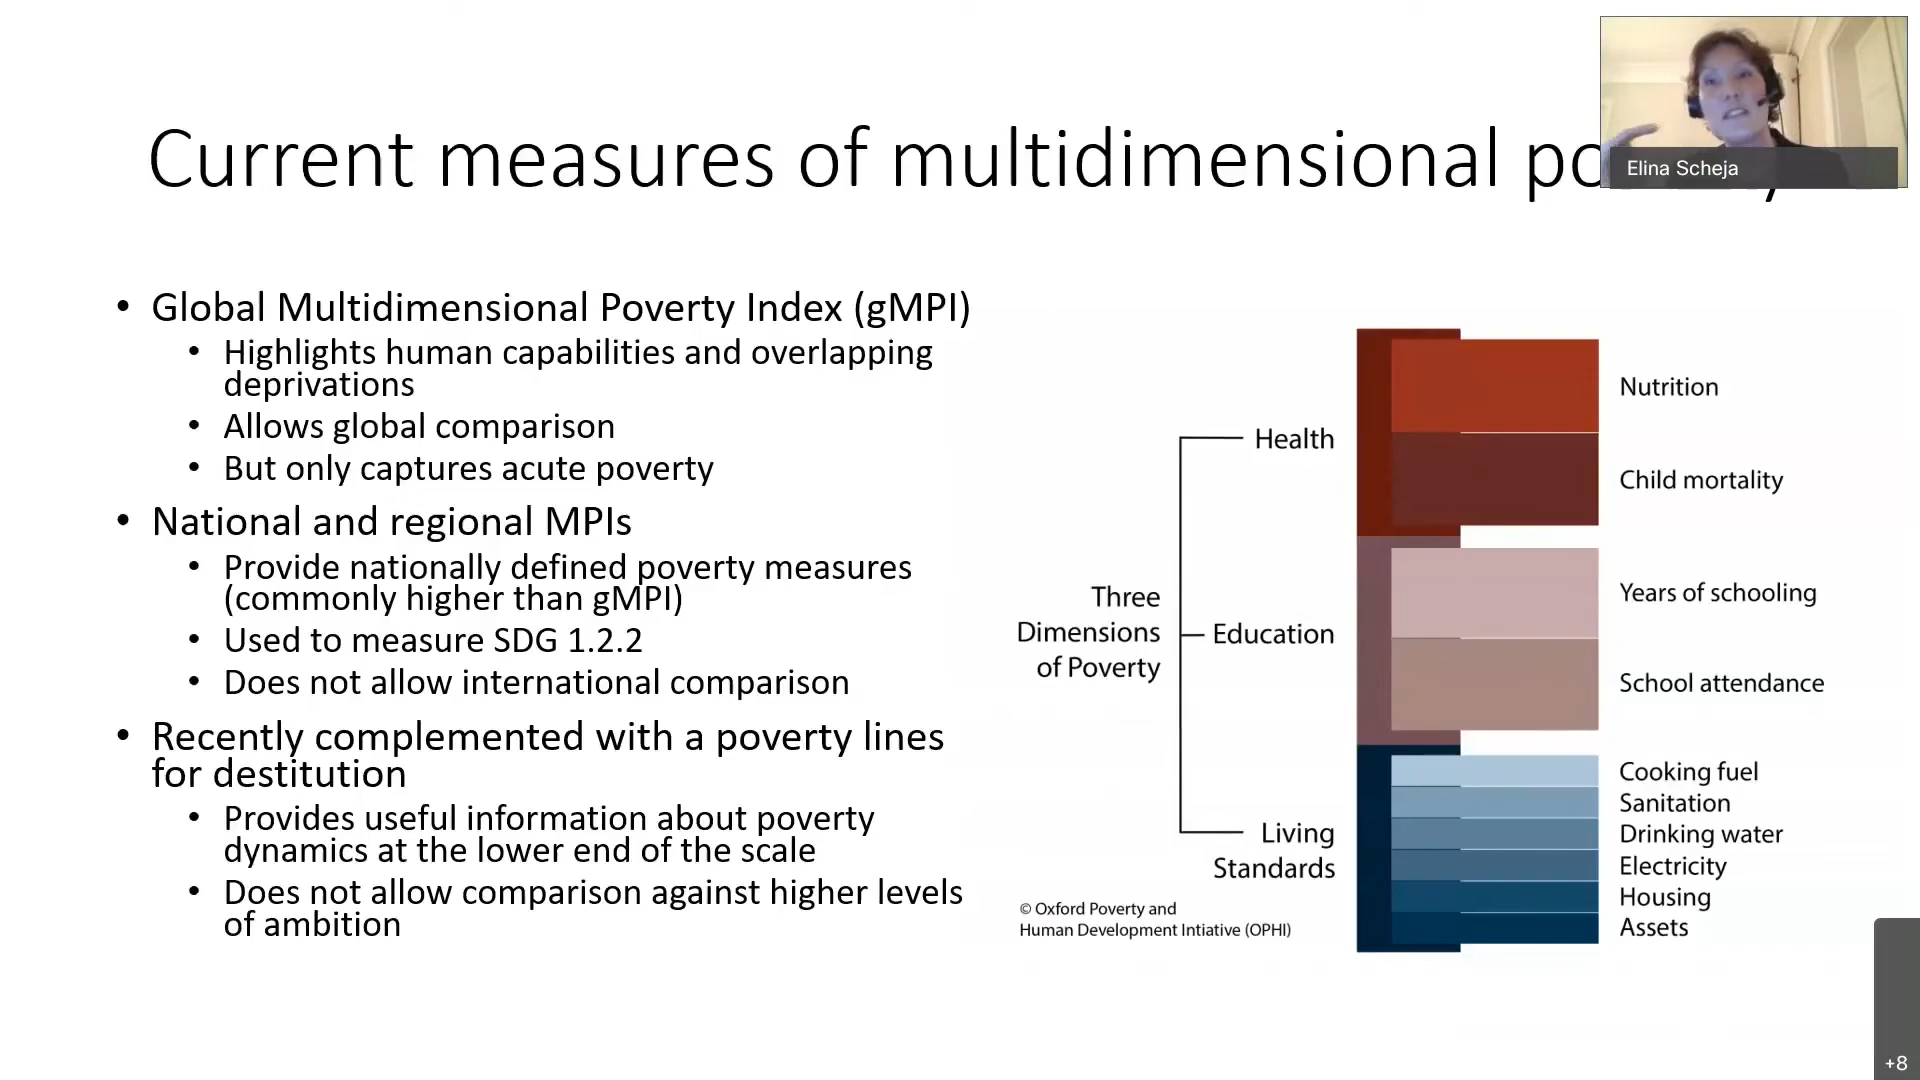 Current measures of multidimensional po
Elina Scheja
• Global Multidimensional Poverty Index (gMPI)
• Highlights human capabilities and overlapping
deprivations
• Allows global comparison
• But only captures acute poverty
• National and regional MPIs
• Provide nationally defined poverty measures
(commonly higher than gMPI)
• Used to measure SDG 1.2.2
• Does not allow international comparison
• Recently complemented with a poverty lines
for destitution
• Provides useful information about poverty
dynamics at the lower end of the scale
• Does not allow comparison against higher levels
of ambition
Three
Dimensions
of Poverty
Health
Education
Living
Standards
Nutrition
Child mortality
Years of schooling
School attendance
Cooking fuel
Sanitation
Drinking water
Electricity
Housing
Assets
© Oxford Poverty and
Human Development Intiative (OPHI)
+8